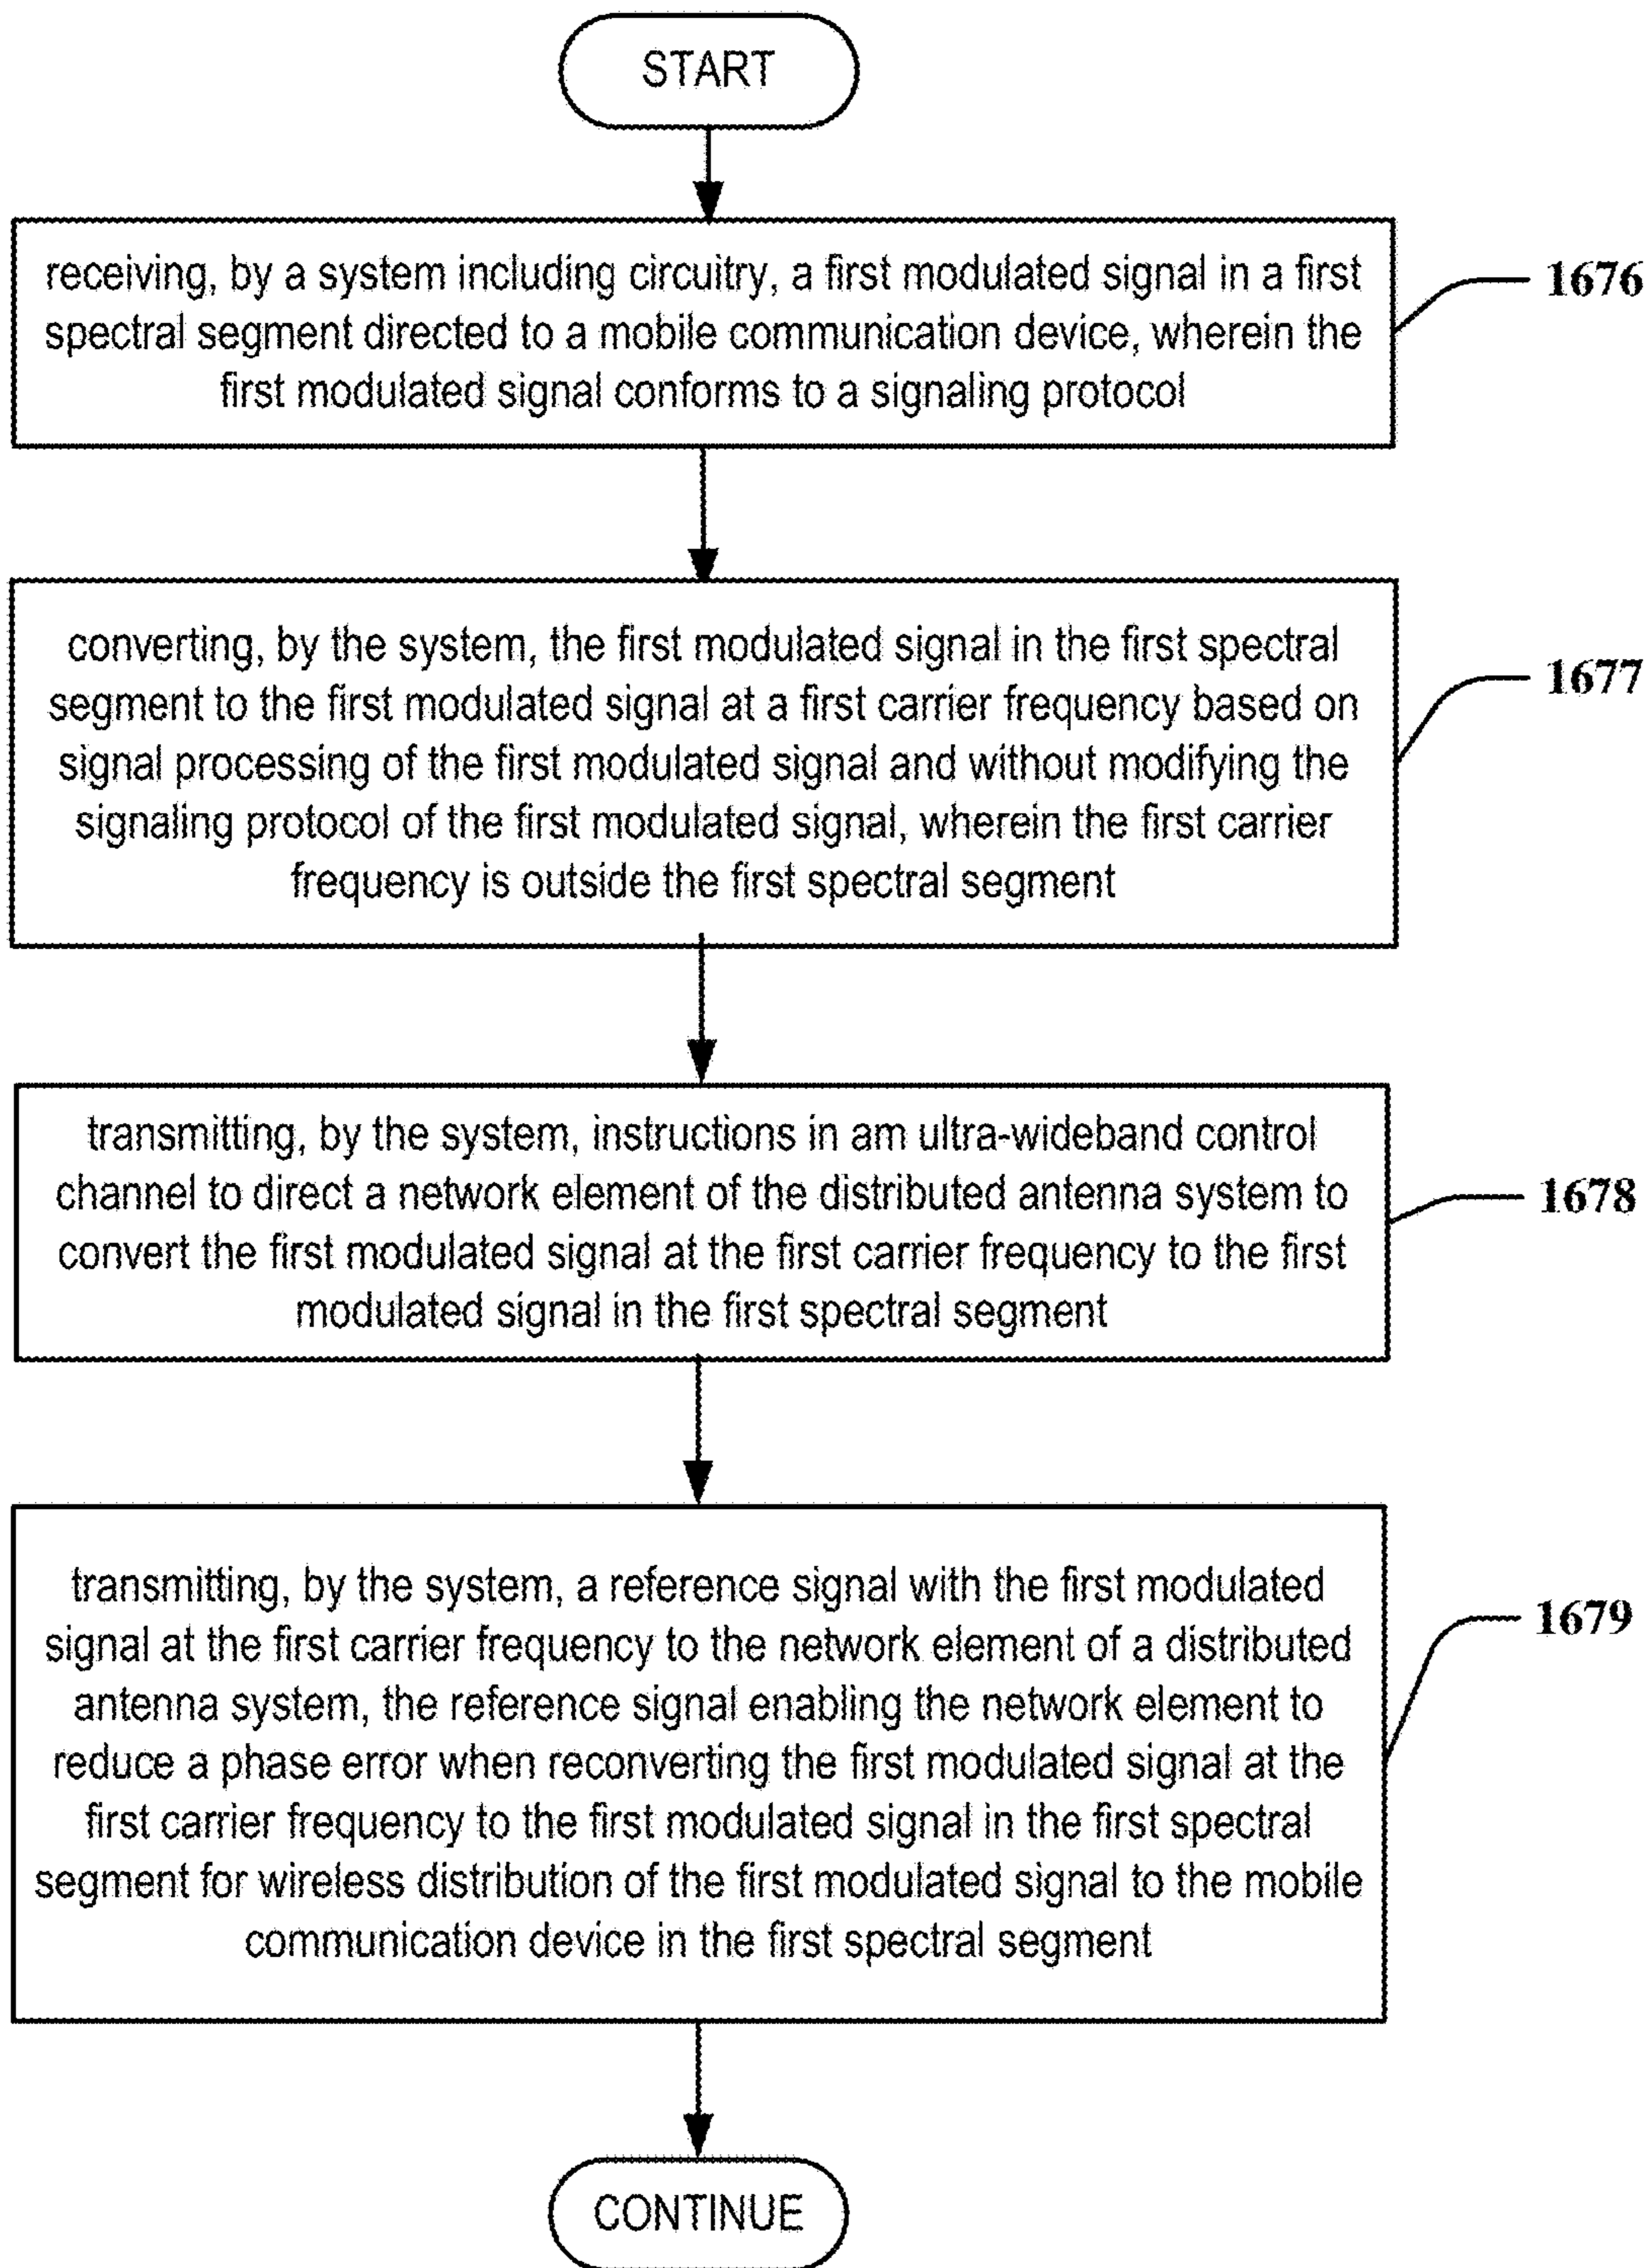 START
receiving, by a system including circuitry, a first modulated signal in a first
spectral segment directed to a mobile communication device, wherein the
first modulated signal conforms to a signaling protocol
1676
converting, by the system, the first modulated signal in the first spectral
segment to the first modulated signal at a first carrier frequency based on
signal processing of the first modulated signal and without modifying the
signaling protocol of the first modulated signal, wherein the first carrier
frequency is outside the first spectral segment
1677
transmitting, by the system, instructions in am ultra-wideband control
channel to direct a network element of the distributed antenna system to
convert the first modulated signal at the first carrier frequency to the first
modulated signal in the first spectral segment
1678
transmitting, by the system, a reference signal with the first modulated
signal at the first carrier frequency to the network element of a distributed
antenna system, the reference signal enabling the network element to
reduce a phase error when reconverting the first modulated signal at the
first carrier frequency to the first modulated signal in the first spectral
segment for wireless distribution of the first modulated signal to the mobile
communication device in the first spectral segment
1679
CONTINUE